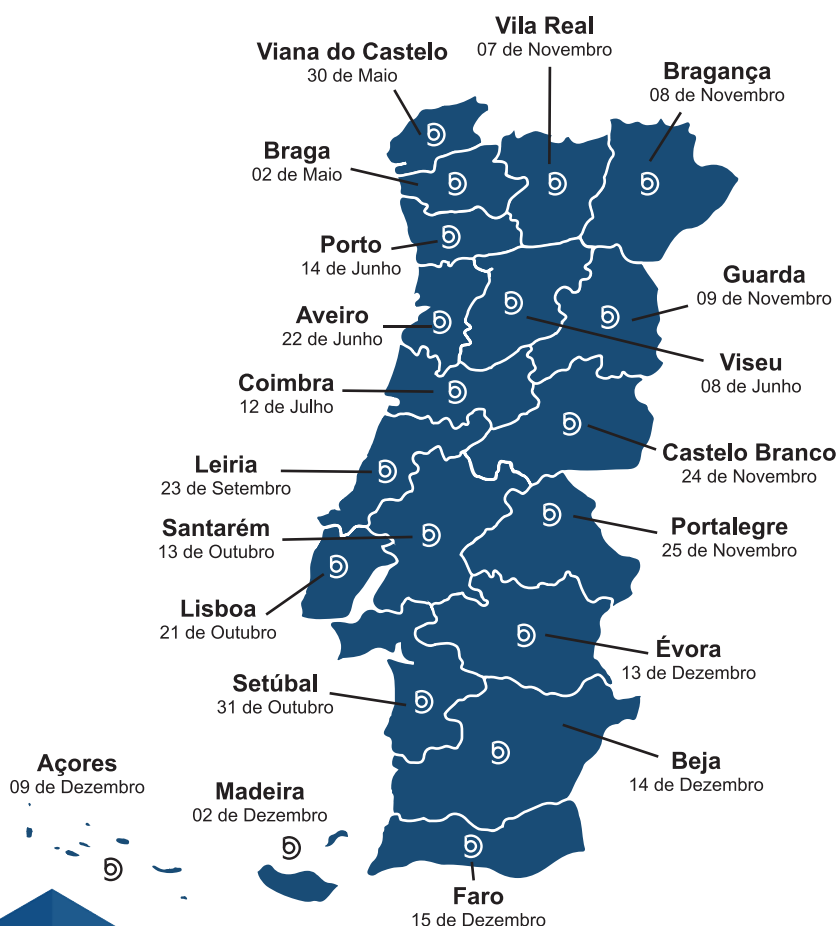 Vila Real
07 de Novembro
Viana do Castelo
30 de Maio
Bragança
08 de Novembro
Braga
02 de Maio
Porto
14 de Junho
Guarda
09 de Novembro
Aveiro
22 de Junho
Viseu
08 de Junho
Coimbra
12 de Julho
Castelo Branco
24 de Novembro
Leiria
23 de Setembro
Santarém
13 de Outubro
Portalegre
25 de Novembro
Lisboa
21 de Outubro
Évora
13 de Dezembro
Setúbal
31 de Outubro
Beja
14 de Dezembro
Açores
09 de Dezembro
Madeira
02 de Dezembro
Faro
15 de Dezembro